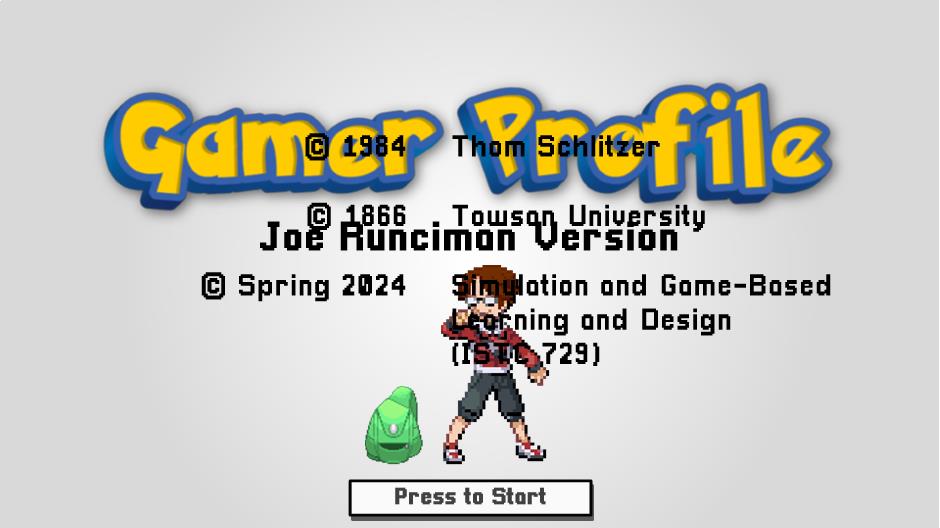 Gamer Profile
© 1984 Thom Schlitzer
© 1866 Towson University
Joe Runciman Version
© Spring 2024 Simulation and Game-Based
Learning and Design
(ISTC 729)
Press to Start